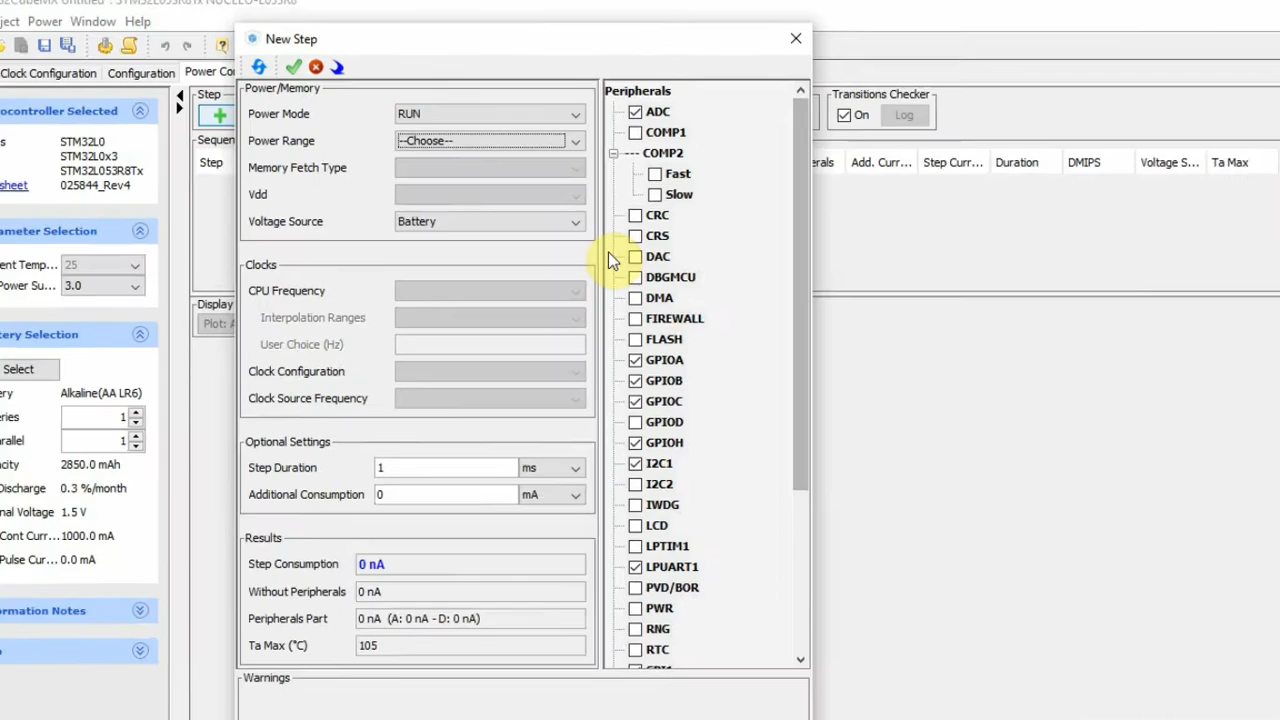 ject Power Window Help
Clock Configuration Configuration Power Co
ocontroller Selected
STM32L0
STM32L0x3
STM32L053R8Tx
sheet 025844_Rev4
ameter Selection
ent Temp... 25
Power Su... 3.0
ttery Selection
Select
ery Alkaline(AA LR6)
eries 1
arallel 1
acity 2850.0 mAh
Discharge 0.3 %/month
nal Voltage 1.5 V
Cont Curr... 1000.0 mA
Pulse Cur... 0.0 mA
ormation Notes
Step
Sequen
Step
Display
Plot: A
New Step
Power/Memory
Power Mode RUN
Power Range --Choose--
Memory Fetch Type
Vdd
Voltage Source Battery
Clocks
CPU Frequency
Interpolation Ranges
User Choice (Hz)
Clock Configuration
Clock Source Frequency
Optional Settings
Step Duration 1 ms
Additional Consumption 0 mA
Results
Step Consumption 0 nA
Without Peripherals 0 nA
Peripherals Part 0 nA (A: 0 nA - D: 0 nA)
Ta Max (°C) 105
Warnings
Peripherals
ADC
COMP1
COMP2
Fast
Slow
CRC
CRS
DAC
DBGMCU
DMA
FIREWALL
FLASH
GPIOA
GPIOB
GPIOC
GPIOD
GPIOH
I2C1
I2C2
IWDG
LCD
LPTIM1
LPUART1
PVD/BOR
PWR
RNG
RTC
Transitions Checker
On Log
erals Add. Curr... Step Curr... Duration DMIPS Voltage S... Ta Max